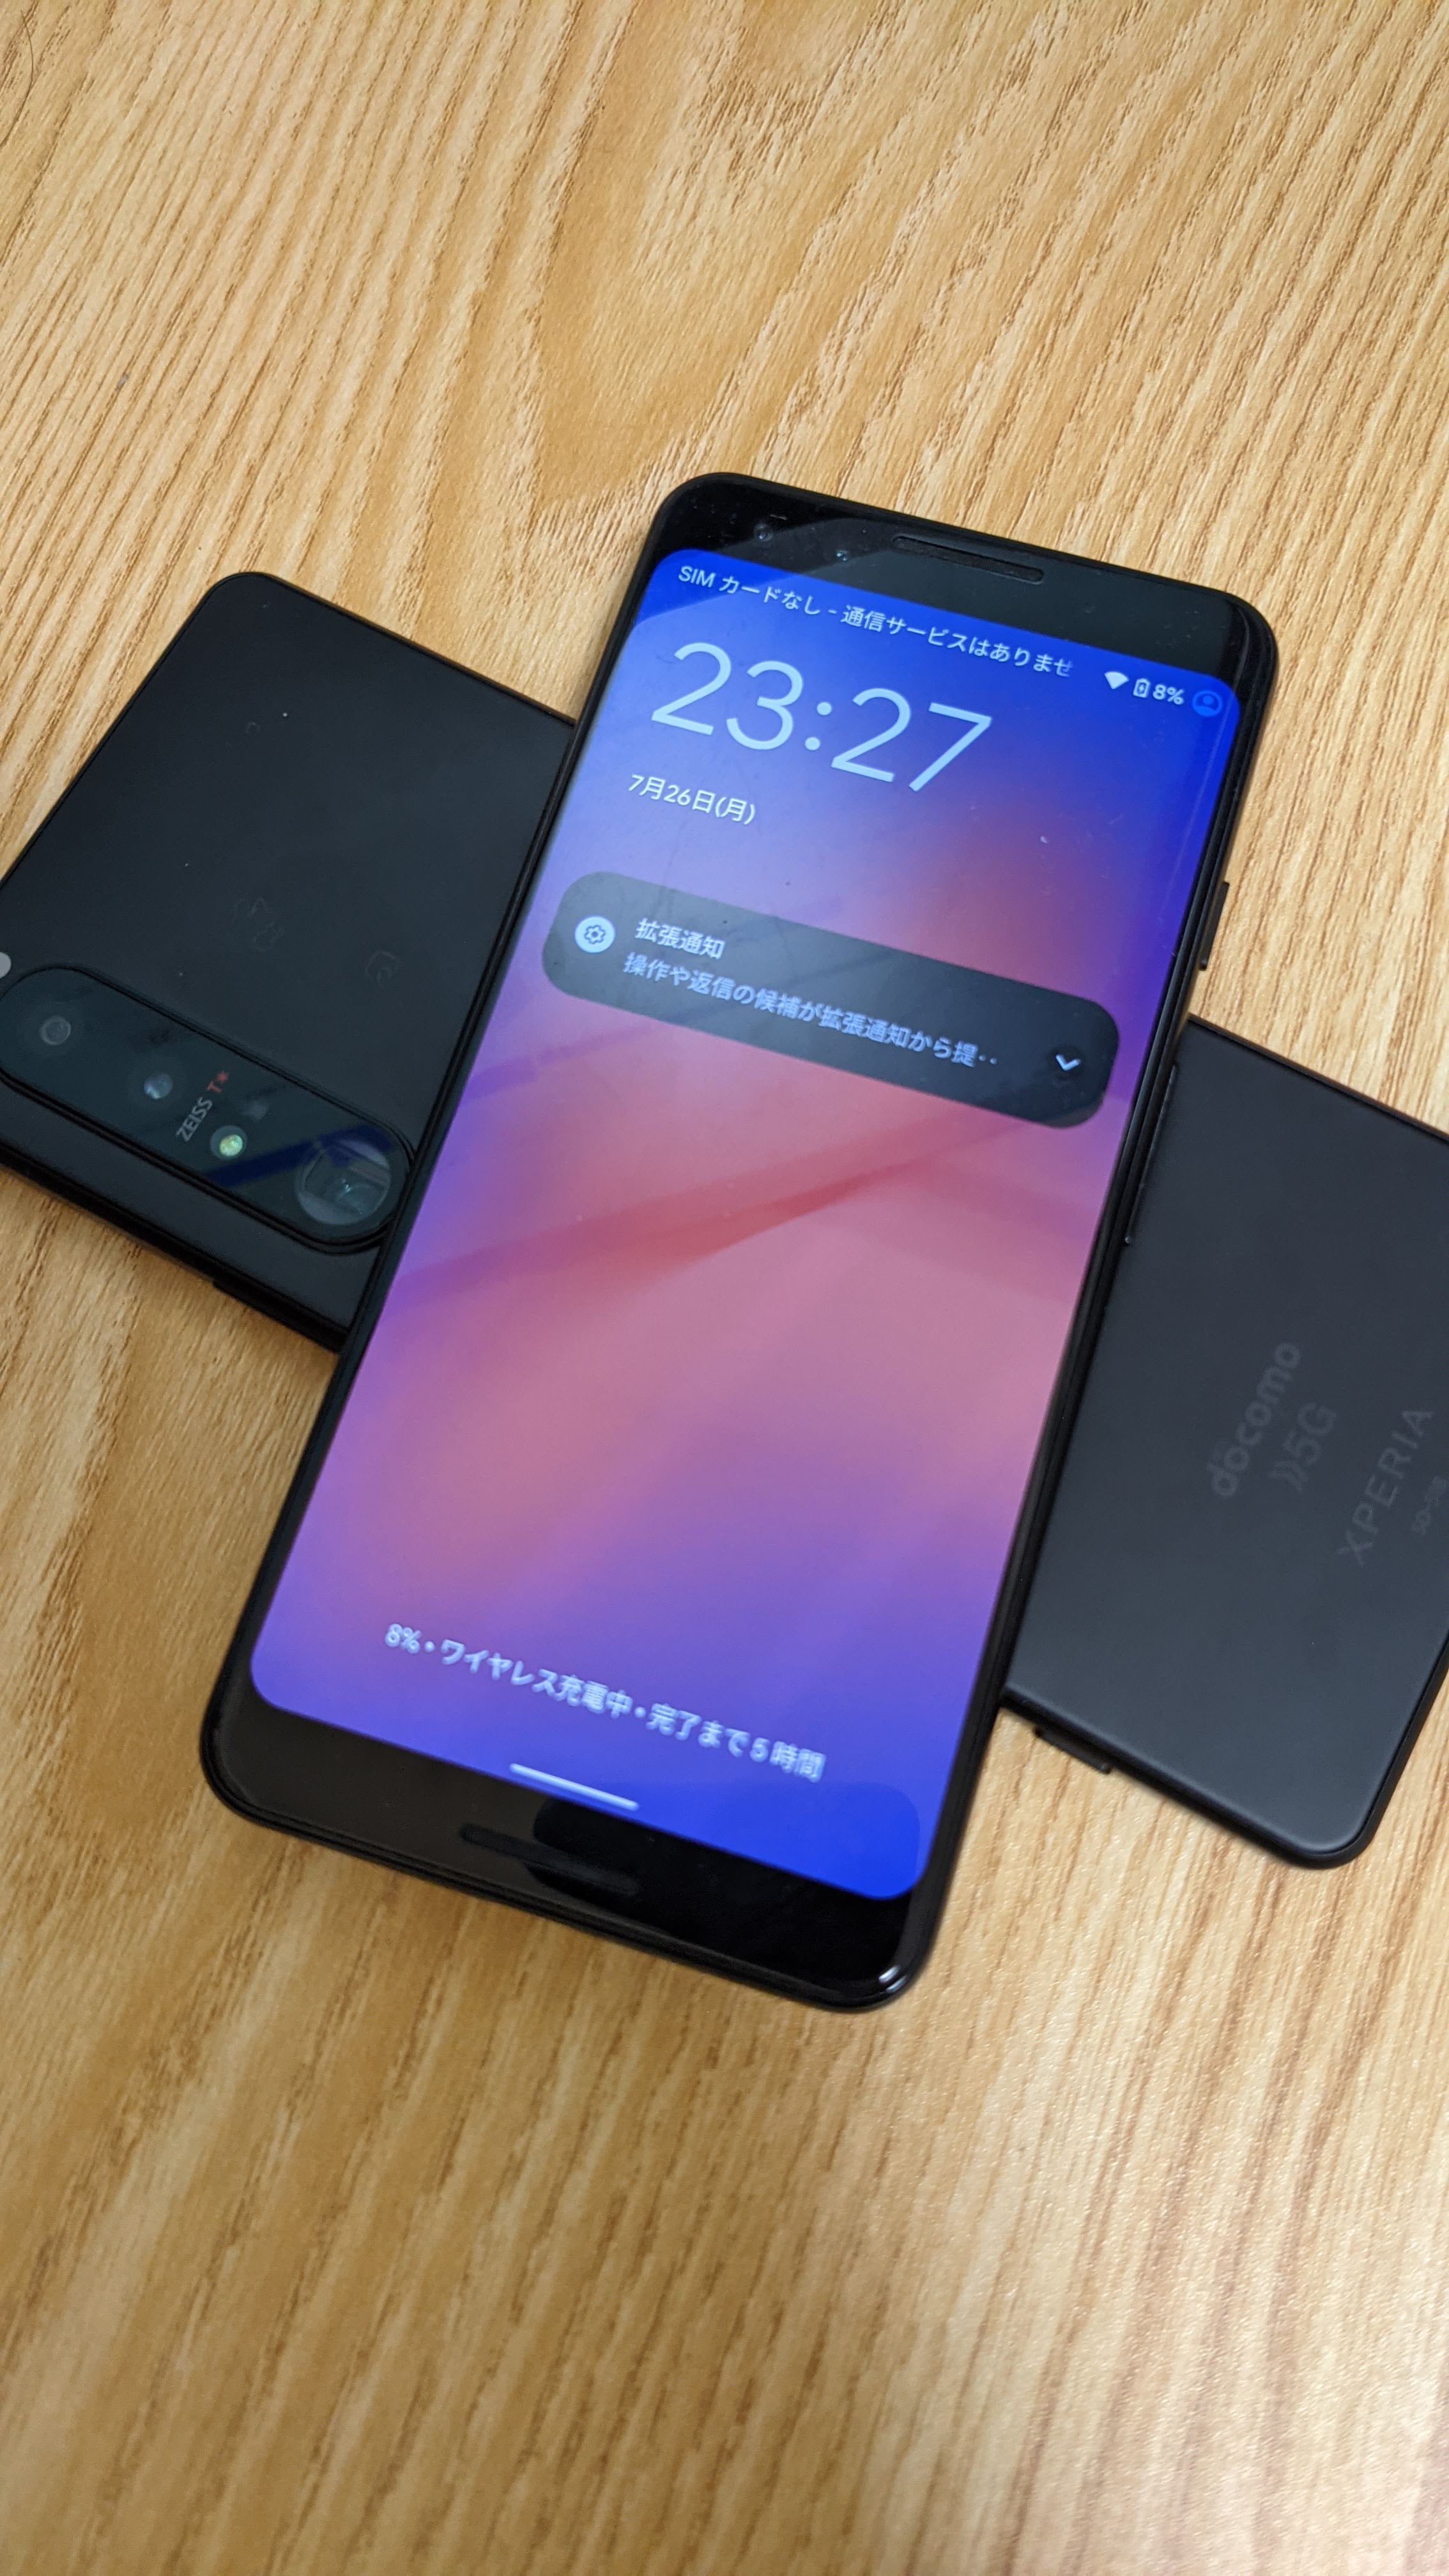 SIM カードなし - 通信サービスはありませ
8%
23:27
7月26日(月)
拡張通知
操作や返信の候補が拡張通知から提‥
8%・ワイヤレス充電中・完了まで5時間
ZEISS T*
docomo
5G
XPERIA